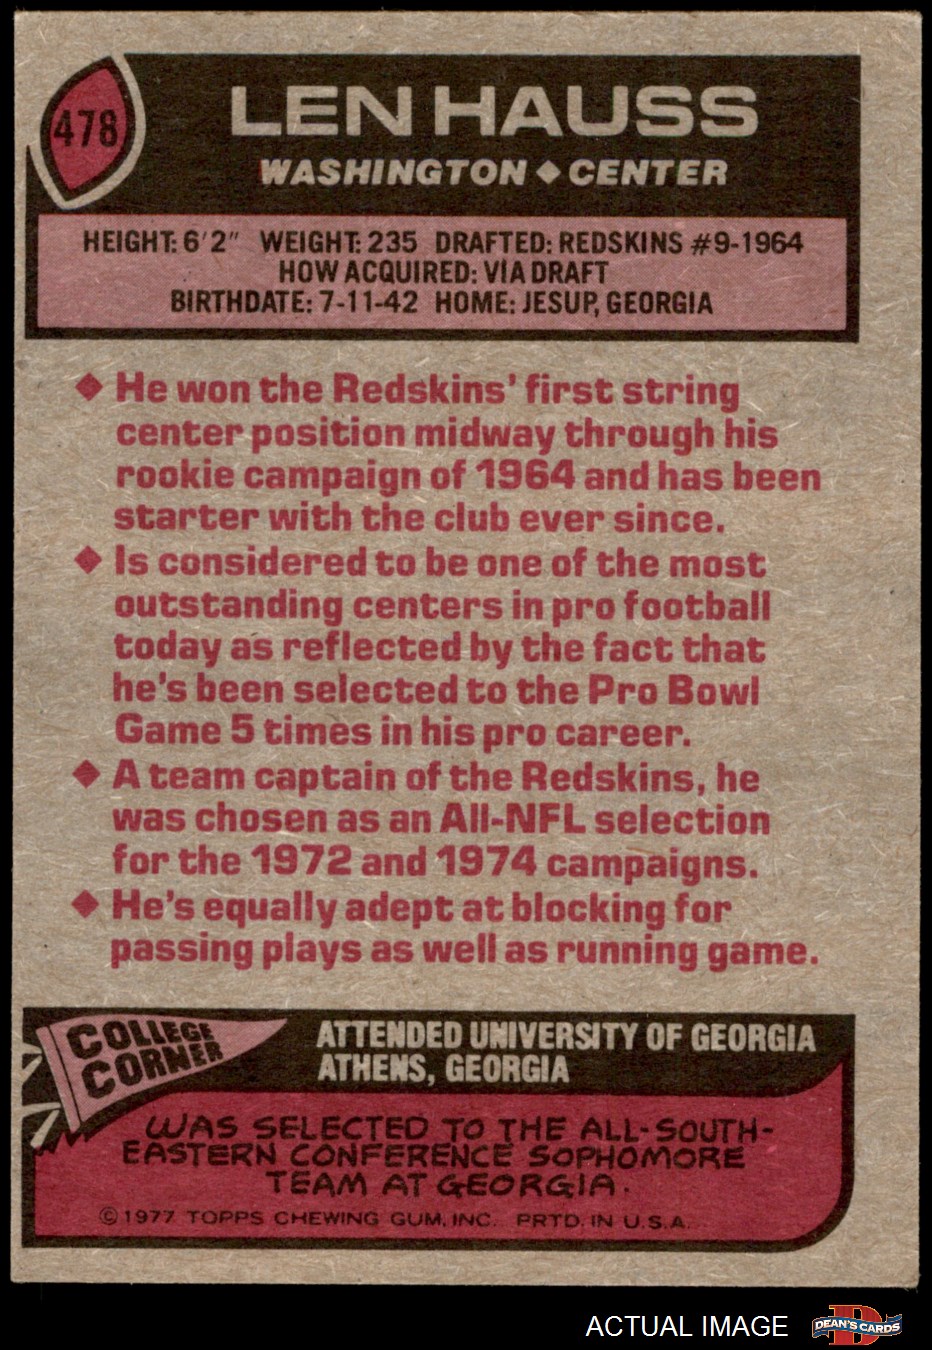 478
LEN HAUSS
WASHINGTON ◆ CENTER
HEIGHT: 6'2" WEIGHT: 235 DRAFTED: REDSKINS #9-1964
HOW ACQUIRED: VIA DRAFT
BIRTHDATE: 7-11-42 HOME: JESUP, GEORGIA
◆ He won the Redskins' first string
center position midway through his
rookie campaign of 1964 and has been
starter with the club ever since.
◆ Is considered to be one of the most
outstanding centers in pro football
today as reflected by the fact that
he's been selected to the Pro Bowl
Game 5 times in his pro career.
◆ A team captain of the Redskins, he
was chosen as an All-NFL selection
for the 1972 and 1974 campaigns.
◆ He's equally adept at blocking for
passing plays as well as running game.
COLLEGE
CORNER
ATTENDED UNIVERSITY OF GEORGIA
ATHENS, GEORGIA
WAS SELECTED TO THE ALL-SOUTH-
EASTERN CONFERENCE SOPHOMORE
TEAM AT GEORGIA.
© 1977 TOPPS CHEWING GUM, INC. PRTD. IN U.S.A.
ACTUAL IMAGE
D
DEAN'S CARDS